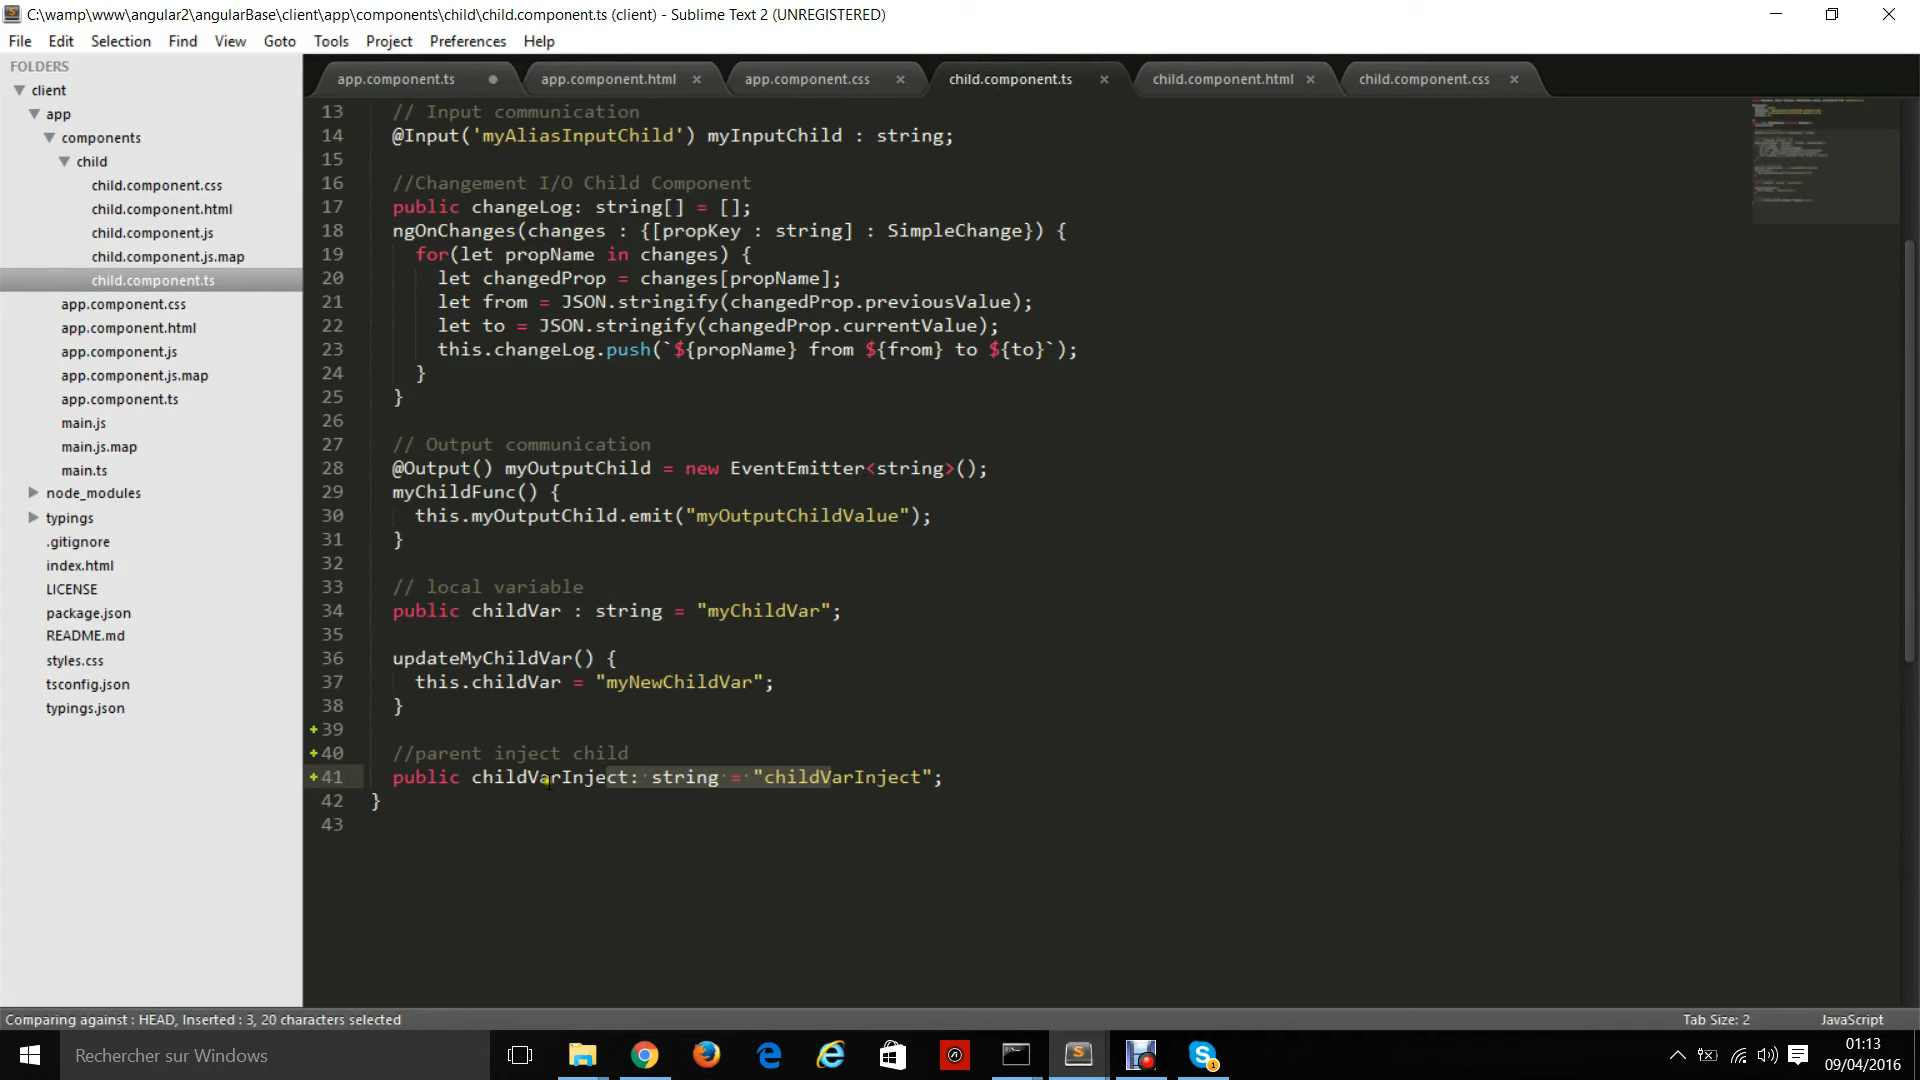 C:\wamp\www\angular2\angularBase\client\app\components\child\child.component.ts (client) - Sublime Text 2 (UNREGISTERED)
File Edit Selection Find View Goto Tools Project Preferences Help
FOLDERS
client
app
components
child
child.component.css
child.component.html
child.component.js
child.component.js.map
child.component.ts
app.component.css
app.component.html
app.component.js
app.component.js.map
app.component.ts
main.js
main.js.map
main.ts
node_modules
typings
.gitignore
index.html
LICENSE
package.json
README.md
styles.css
tsconfig.json
typings.json
app.component.ts app.component.html × app.component.css × child.component.ts × child.component.html × child.component.css ×
13 // Input communication
14 @Input('myAliasInputChild') myInputChild : string;
15
16 //Changement I/O Child Component
17 public changeLog: string[] = [];
18 ngOnChanges(changes : {[propKey : string] : SimpleChange}) {
19 for(let propName in changes) {
20 let changedProp = changes[propName];
21 let from = JSON.stringify(changedProp.previousValue);
22 let to = JSON.stringify(changedProp.currentValue);
23 this.changeLog.push(`${propName} from ${from} to ${to}`);
24 }
25 }
26
27 // Output communication
28 @Output() myOutputChild = new EventEmitter<string>();
29 myChildFunc() {
30 this.myOutputChild.emit("myOutputChildValue");
31 }
32
33 // local variable
34 public childVar : string = "myChildVar";
35
36 updateMyChildVar() {
37 this.childVar = "myNewChildVar";
38 }
+39
+40 //parent inject child
+41 public childVarInject: string = "childVarInject";
42 }
43
Comparing against : HEAD, Inserted : 3, 20 characters selected Tab Size: 2 JavaScript
Rechercher sur Windows
01:13
09/04/2016